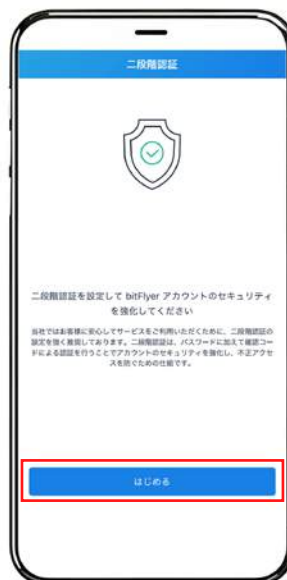 二段階認証
二段階認証を設定して bitFlyer アカウントのセキュリティ
を強化してください
当社ではお客様に安心してサービスをご利用いただくために、二段階認証の
設定を強く推奨しております。二段階認証は、パスワードに加えて確認コー
ドによる認証を行うことでアカウントのセキュリティを強化し、不正アクセ
スを防ぐための仕組です。
はじめる